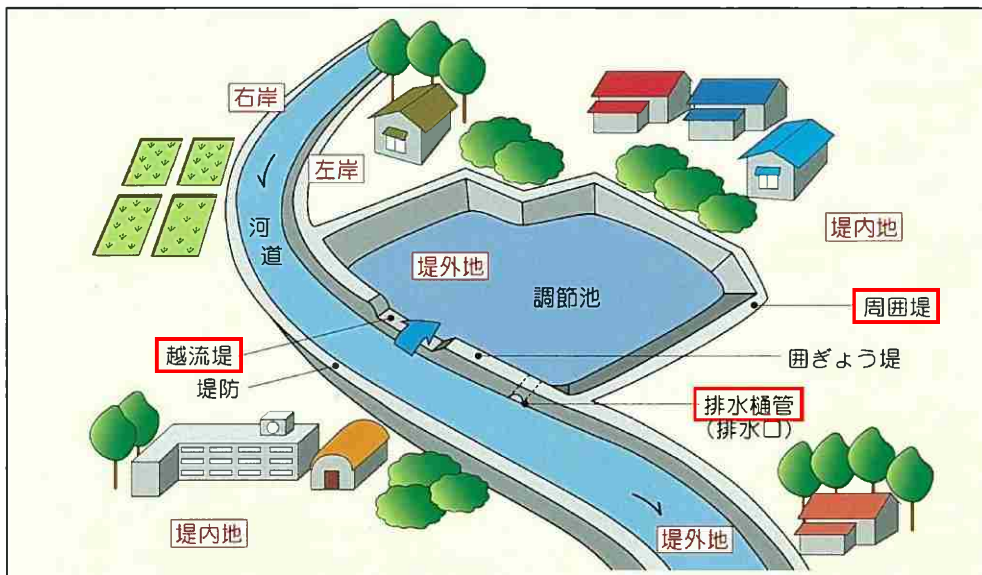 右岸
左岸
河道
堤外地
調節池
堤内地
周囲堤
越流堤
囲ぎょう堤
堤防
排水樋管
(排水口)
堤内地
堤外地